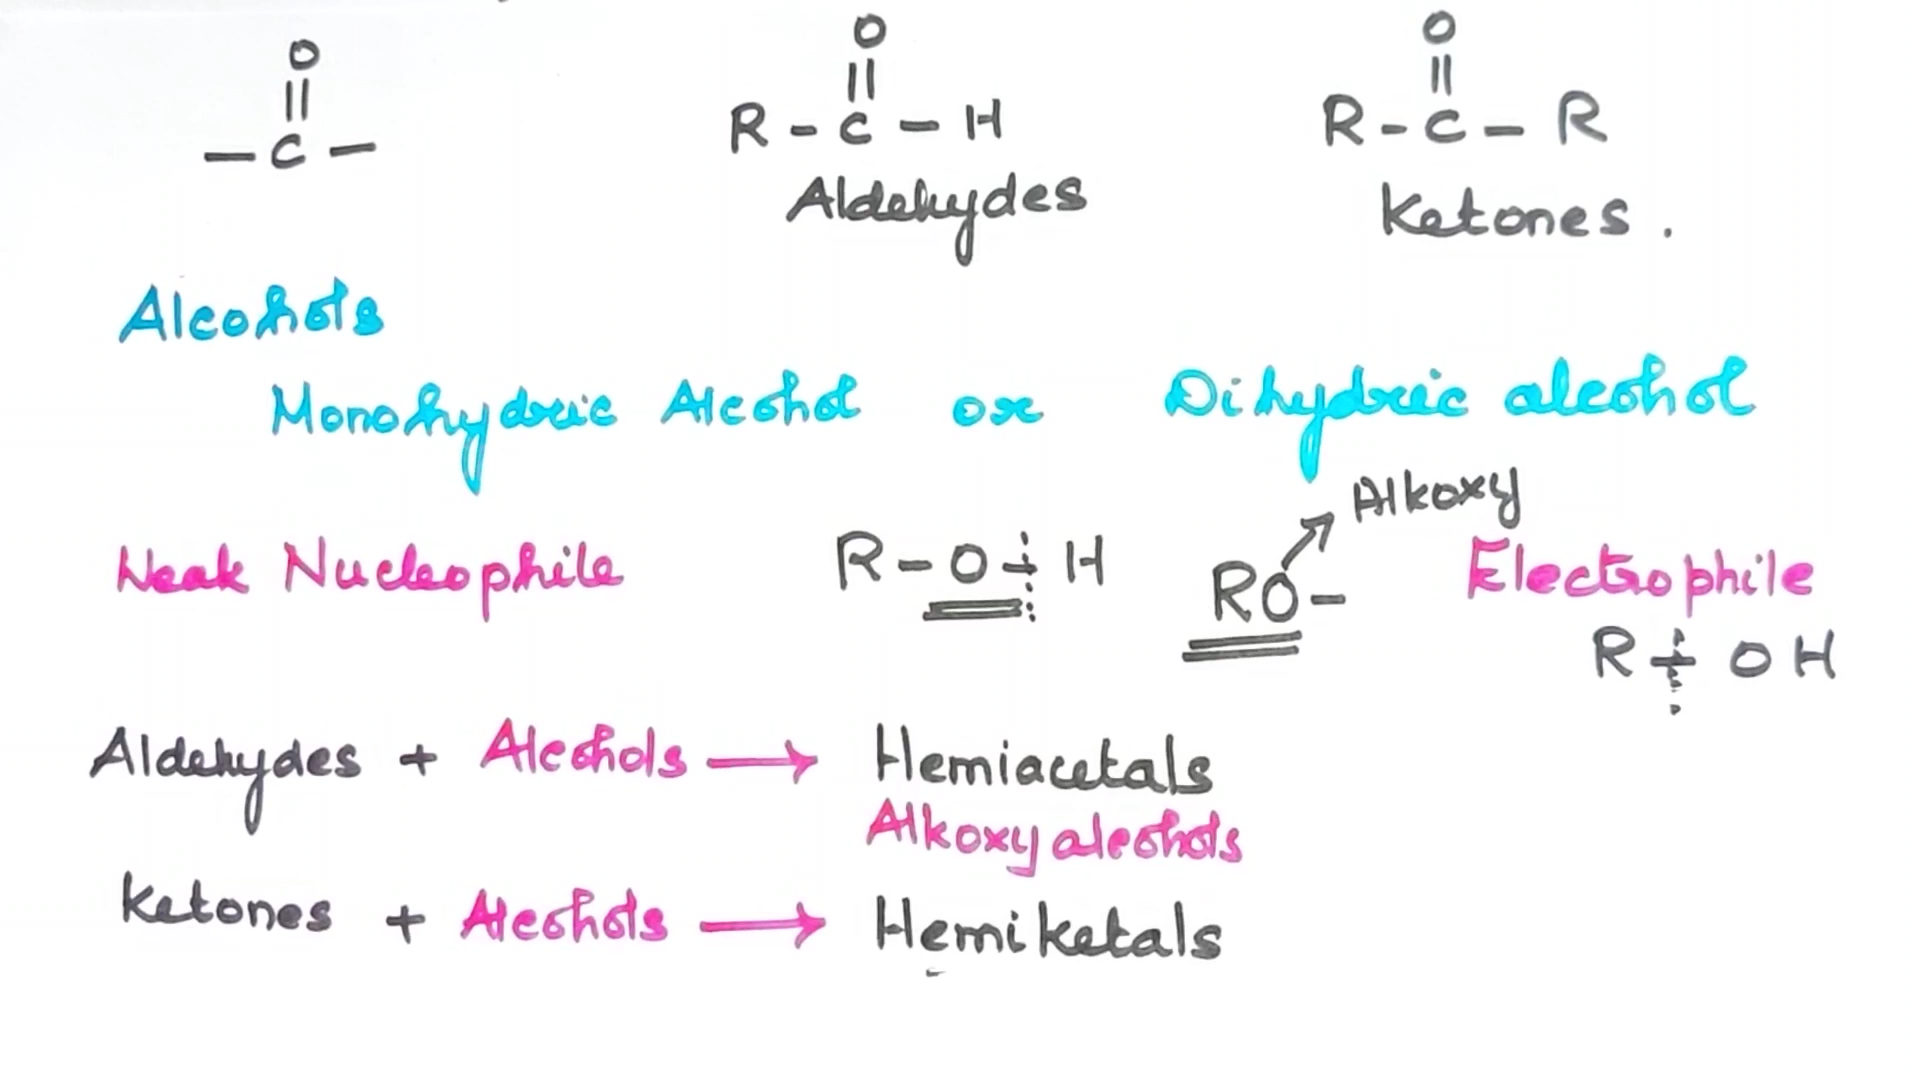 O O O
|| || ||
– C – R – C – H R – C – R
Aldehydes Ketones .
Alcohols
Monohydric Alcohol or Dihydric alcohol
Alkoxy
Weak Nucleophile R – O – H RO – Electrophile
R – OH
Aldehydes + Alcohols → Hemiacetals
Alkoxy alcohols
Ketones + Alcohols → Hemiketals